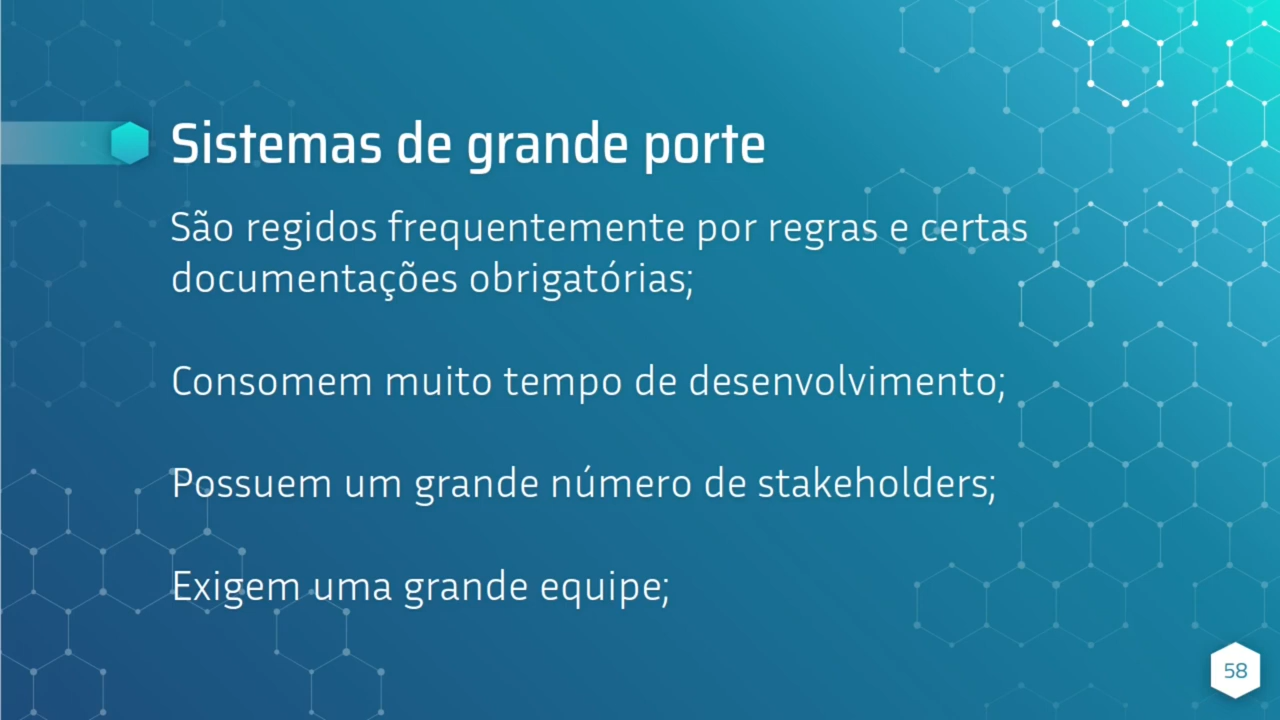 Sistemas de grande porte
São regidos frequentemente por regras e certas
documentações obrigatórias;
Consomem muito tempo de desenvolvimento;
Possuem um grande número de stakeholders;
Exigem uma grande equipe;
58